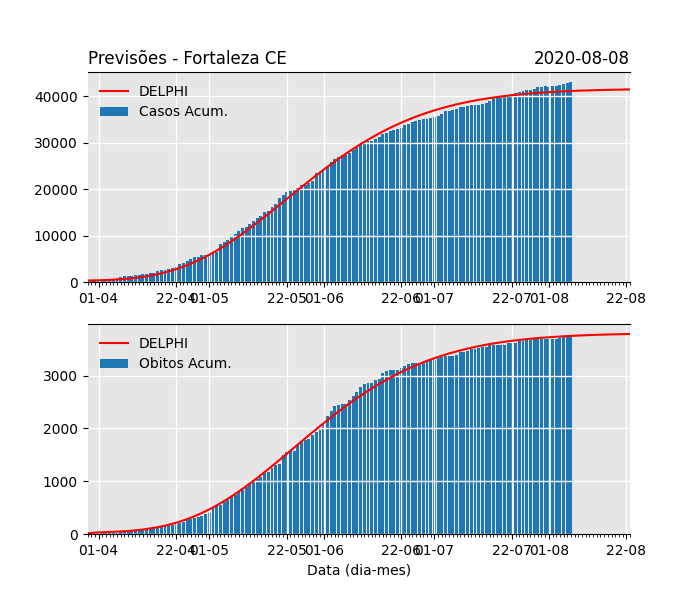 Previsões - Fortaleza CE 2020-08-08
DELPHI
Casos Acum.
40000
30000
20000
10000
0
01-04 22-04 01-05 22-05 01-06 22-06 01-07 22-07 01-08 22-08
DELPHI
Obitos Acum.
3000
2000
1000
0
01-04 22-04 01-05 22-05 01-06 22-06 01-07 22-07 01-08 22-08
Data (dia-mes)